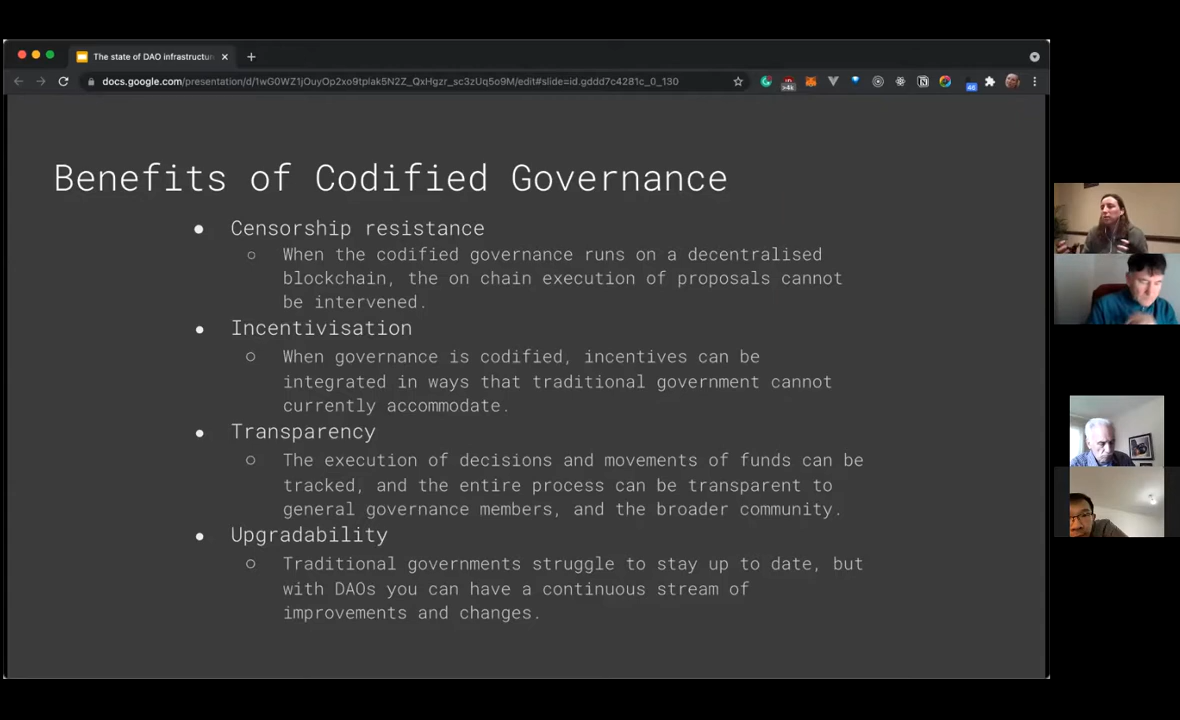 The state of DAO infrastructur
docs.google.com/presentation/d/1wG0WZ1jOuyOp2xo9tplak5N2Z_QxHgzr_sc3zUq5o9M/edit#slide=id.gddd7c4281c_0_130
>4k
46
Benefits of Codified Governance
● Censorship resistance
○ When the codified governance runs on a decentralised
blockchain, the on chain execution of proposals cannot
be intervened.
● Incentivisation
○ When governance is codified, incentives can be
integrated in ways that traditional government cannot
currently accommodate.
● Transparency
○ The execution of decisions and movements of funds can be
tracked, and the entire process can be transparent to
general governance members, and the broader community.
● Upgradability
○ Traditional governments struggle to stay up to date, but
with DAOs you can have a continuous stream of
improvements and changes.